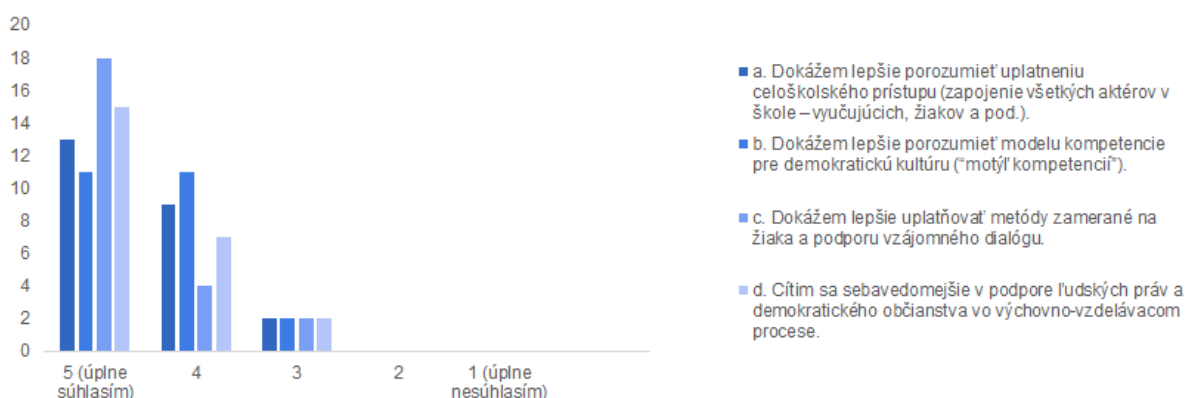 20
18
16
14
12
10
8
6
4
2
0
5 (úplne
súhlasím)
4
3
2
1 (úplne
nesúhlasím)
a. Dokážem lepšie porozumieť uplatneniu
celoškolského prístupu (zapojenie všetkých aktérov v
škole – vyučujúcich, žiakov a pod.).
b. Dokážem lepšie porozumieť modelu kompetencie
pre demokratickú kultúru (“motýľ kompetencií”).
c. Dokážem lepšie uplatňovať metódy zamerané na
žiaka a podporu vzájomného dialógu.
d. Cítim sa sebavedomejšie v podpore ľudských práv a
demokratického občianstva vo výchovno-vzdelávacom
procese.